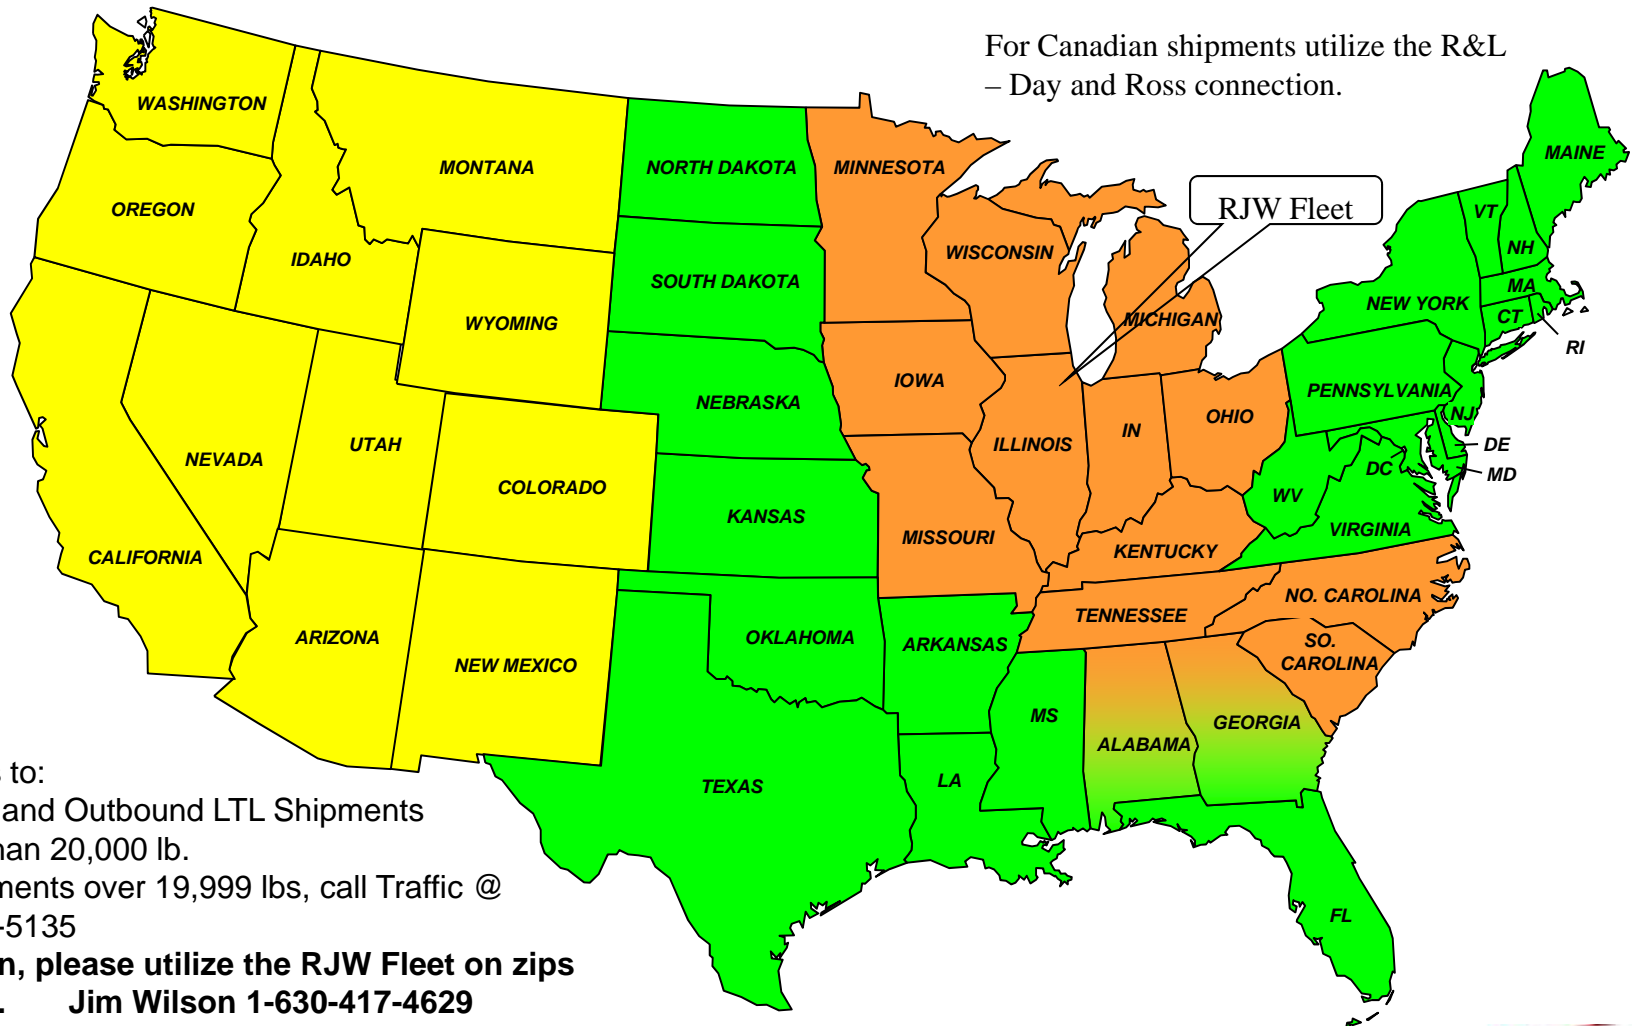 For Canadian shipments utilize the R&L
– Day and Ross connection.
RJW Fleet
WASHINGTON
OREGON
IDAHO
MONTANA
WYOMING
NEVADA
UTAH
COLORADO
CALIFORNIA
ARIZONA
NEW MEXICO
NORTH DAKOTA
SOUTH DAKOTA
NEBRASKA
KANSAS
OKLAHOMA
TEXAS
MINNESOTA
WISCONSIN
MICHIGAN
IOWA
ILLINOIS
IN
OHIO
MISSOURI
KENTUCKY
TENNESSEE
NO. CAROLINA
SO.
CAROLINA
ARKANSAS
LA
MS
ALABAMA
GEORGIA
FL
MAINE
VT
NH
MA
NEW YORK
CT
RI
PENNSYLVANIA
NJ
DE
MD
DC
WV
VIRGINIA
to:
and Outbound LTL Shipments
han 20,000 lb.
ments over 19,999 lbs, call Traffic @
-5135
n, please utilize the RJW Fleet on zips
. Jim Wilson 1-630-417-4629